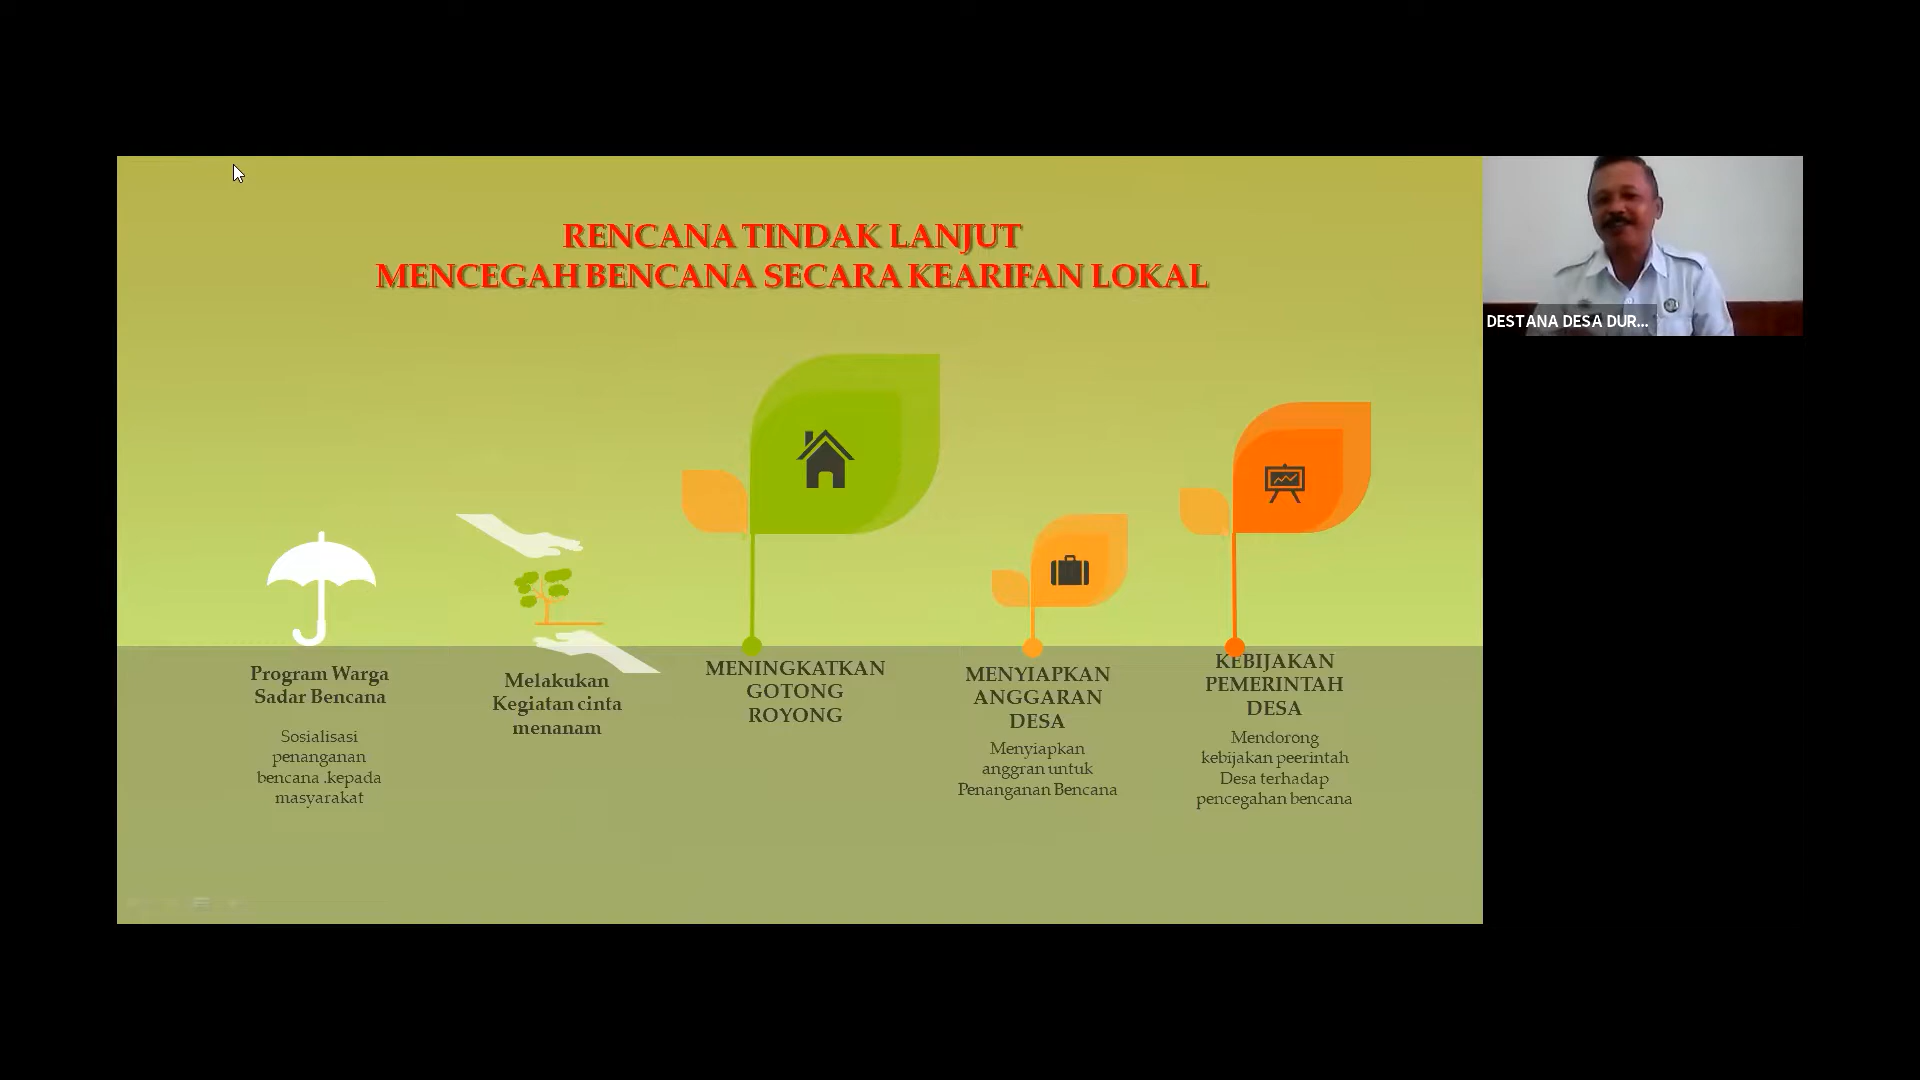 RENCANA TINDAK LANJUT
MENCEGAH BENCANA SECARA KEARIFAN LOKAL
DESTANA DESA DUR...
Program Warga
Sadar Bencana
Sosialisasi
penanganan
bencana .kepada
masyarakat
Melakukan
Kegiatan cinta
menanam
MENINGKATKAN
GOTONG
ROYONG
MENYIAPKAN
ANGGARAN
DESA
Menyiapkan
anggran untuk
Penanganan Bencana
KEBIJAKAN
PEMERINTAH
DESA
Mendorong
kebijakan peerintah
Desa terhadap
pencegahan bencana